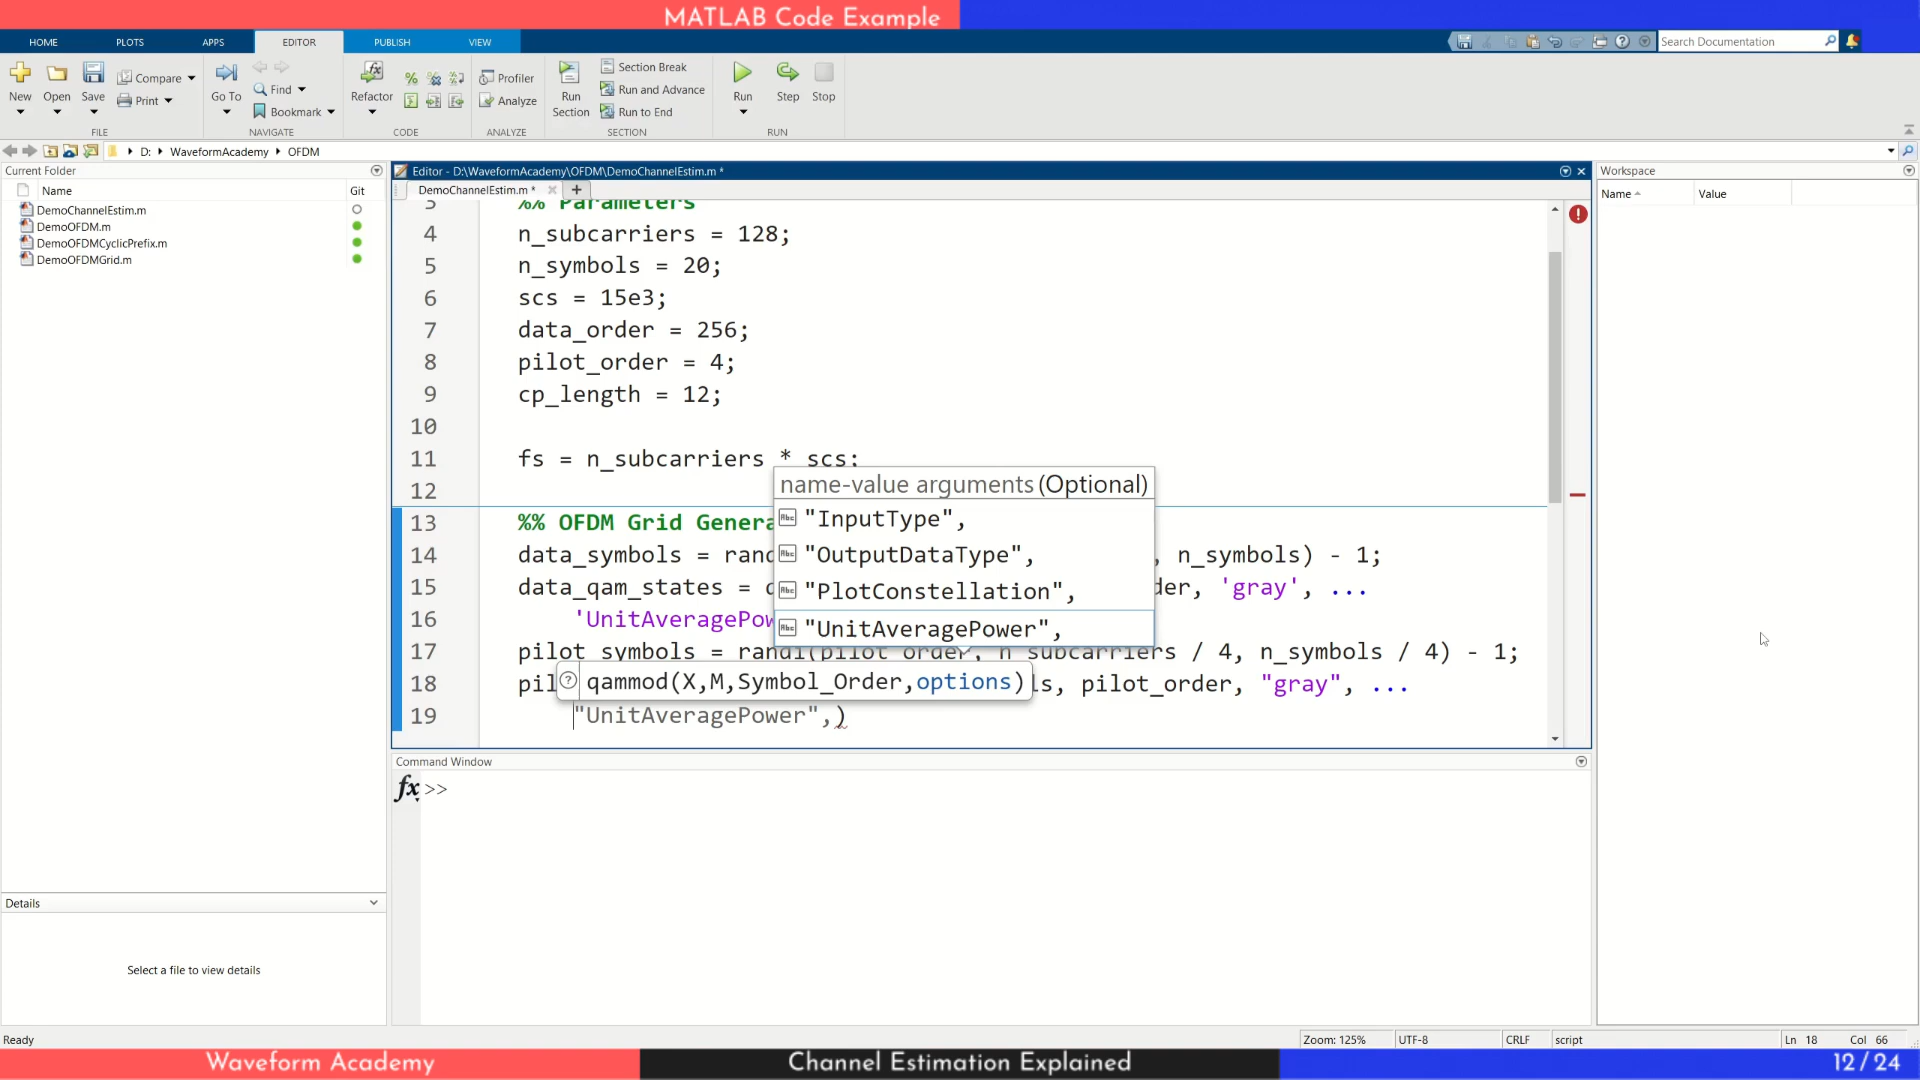 MATLAB Code Example
HOME PLOTS APPS EDITOR PUBLISH VIEW
Search Documentation
New Open Save Compare Print
FILE
Go To Find Bookmark
NAVIGATE
Refactor
CODE
Profiler
Analyze
ANALYZE
Run Section
Section Break
Run and Advance
Run to End
SECTION
Run Step Stop
RUN
D: WaveformAcademy OFDM
Current Folder
Name Git
DemoChannelEstim.m
DemoOFDM.m
DemoOFDMCyclicPrefix.m
DemoOFDMGrid.m
Details
Select a file to view details
Editor - D:\WaveformAcademy\OFDM\DemoChannelEstim.m *
DemoChannelEstim.m *
3 %% Parameters
4 n_subcarriers = 128;
5 n_symbols = 20;
6 scs = 15e3;
7 data_order = 256;
8 pilot_order = 4;
9 cp_length = 12;
10
11 fs = n_subcarriers * scs;
12
13 %% OFDM Grid Genera
14 data_symbols = rand , n_symbols) - 1;
15 data_qam_states = der, 'gray', ...
16 'UnitAveragePow
17 pilot_symbols = randi(pilot_order, n_subcarriers / 4, n_symbols / 4) - 1;
18 pil ls, pilot_order, "gray", ...
19 "UnitAveragePower",)
name-value arguments (Optional)
"InputType",
"OutputDataType",
"PlotConstellation",
"UnitAveragePower",
qammod(X,M,Symbol_Order,options)
Command Window
fx >>
Workspace
Name Value
Ready
Zoom: 125% UTF-8 CRLF script Ln 18 Col 66
Waveform Academy
Channel Estimation Explained
12 / 24